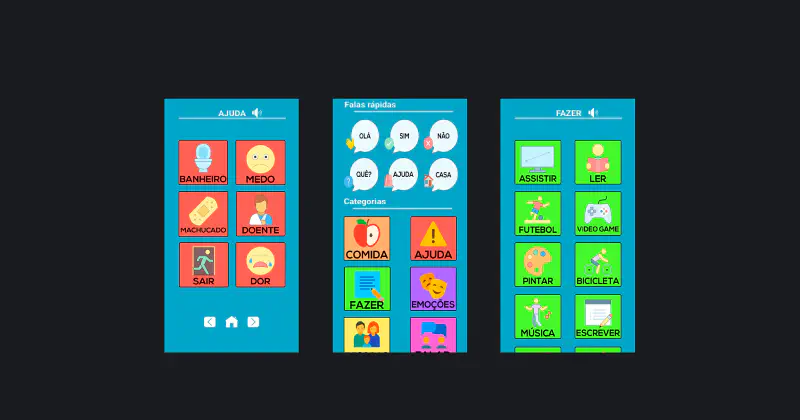 AJUDA
BANHEIRO MEDO
MACHUCADO DOENTE
SAIR DOR
Falas rápidas
OLÁ SIM NÃO
QUÊ? AJUDA CASA
Categorias
COMIDA AJUDA
FAZER EMOÇÕES
FAZER
ASSISTIR LER
FUTEBOL VIDEO GAME
PINTAR BICICLETA
MÚSICA ESCREVER